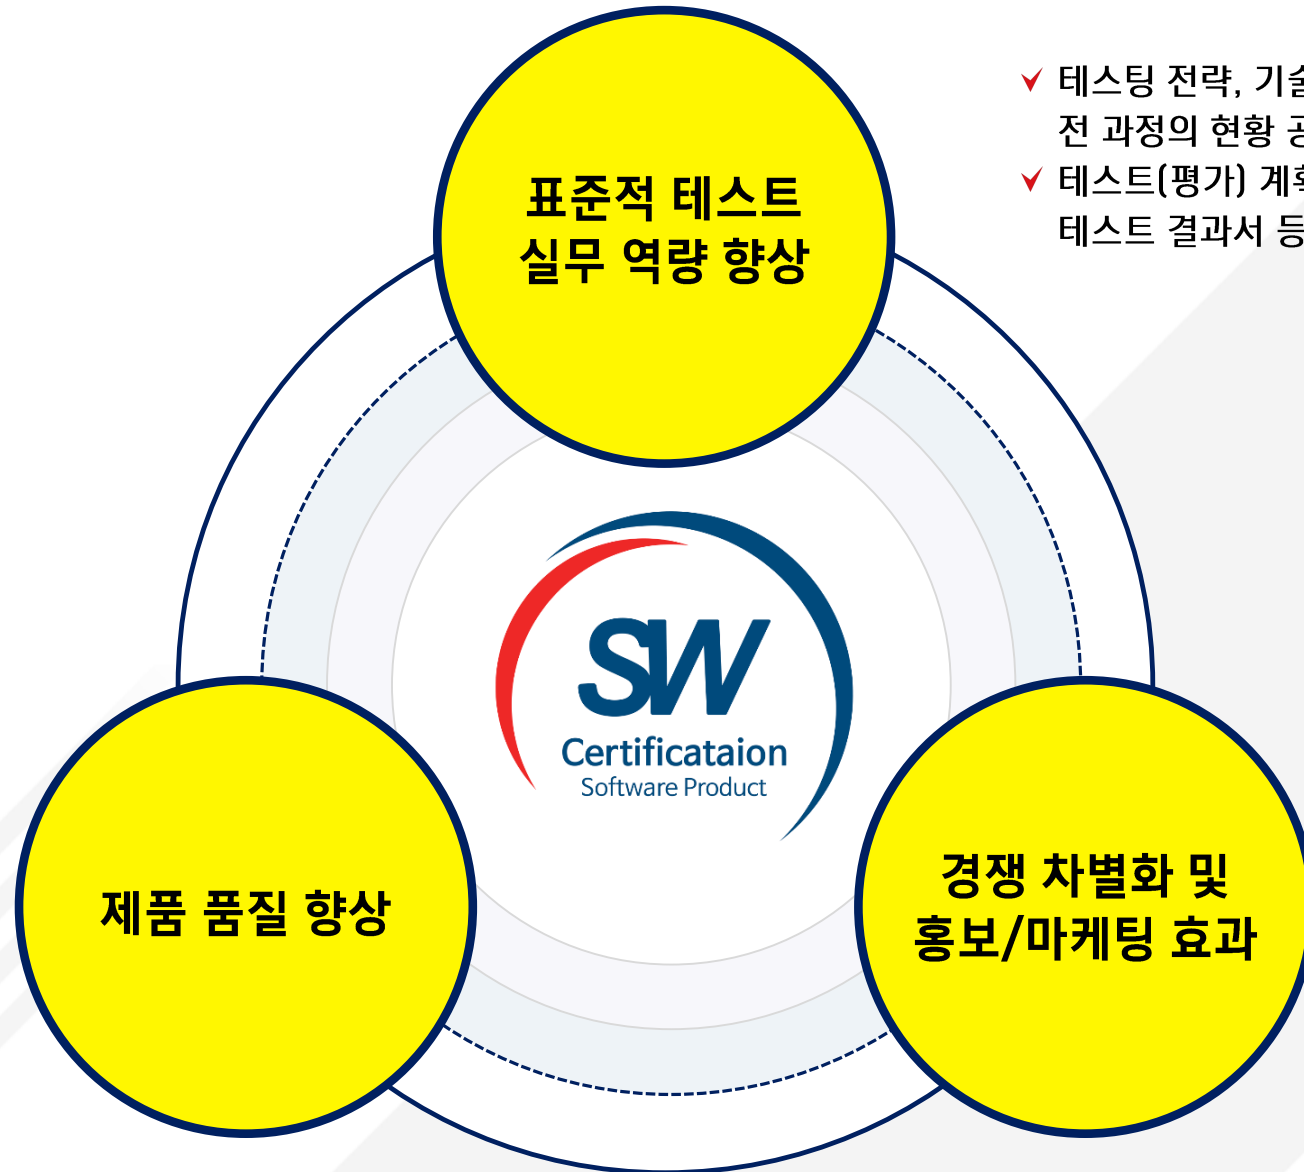 테스팅 전략, 기술
전 과정의 현황
테스트(평가)
테스트 결과서 등
표준적 테스트
실무 역량 향상
SW
Certificataion
Software Product
제품 품질 향상
경쟁 차별화 및
홍보/마케팅 효과